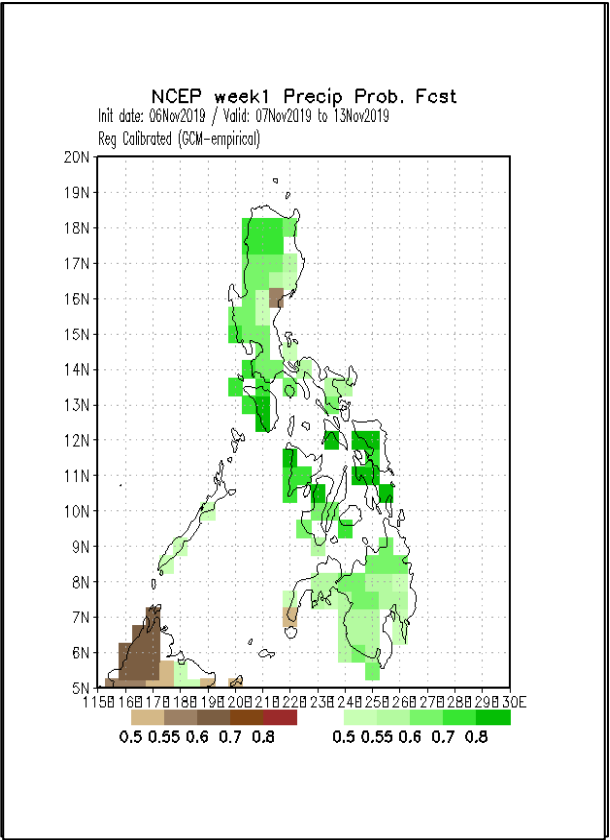 NCEP week1 Precip Prob. Fcst
Init date: 06Nov2019 / Valid: 07Nov2019 to 13Nov2019
Reg Calibrated (GCM-empirical)
20N
19N
18N
17N
16N
15N
14N
13N
12N
11N
10N
9N
8N
7N
6N
5N
115E 116E 117E 118E 119E 120E 121E 122E 123E 124E 125E 126E 127E 128E 129E 130E
0.5 0.55 0.6 0.7 0.8 0.5 0.55 0.6 0.7 0.8